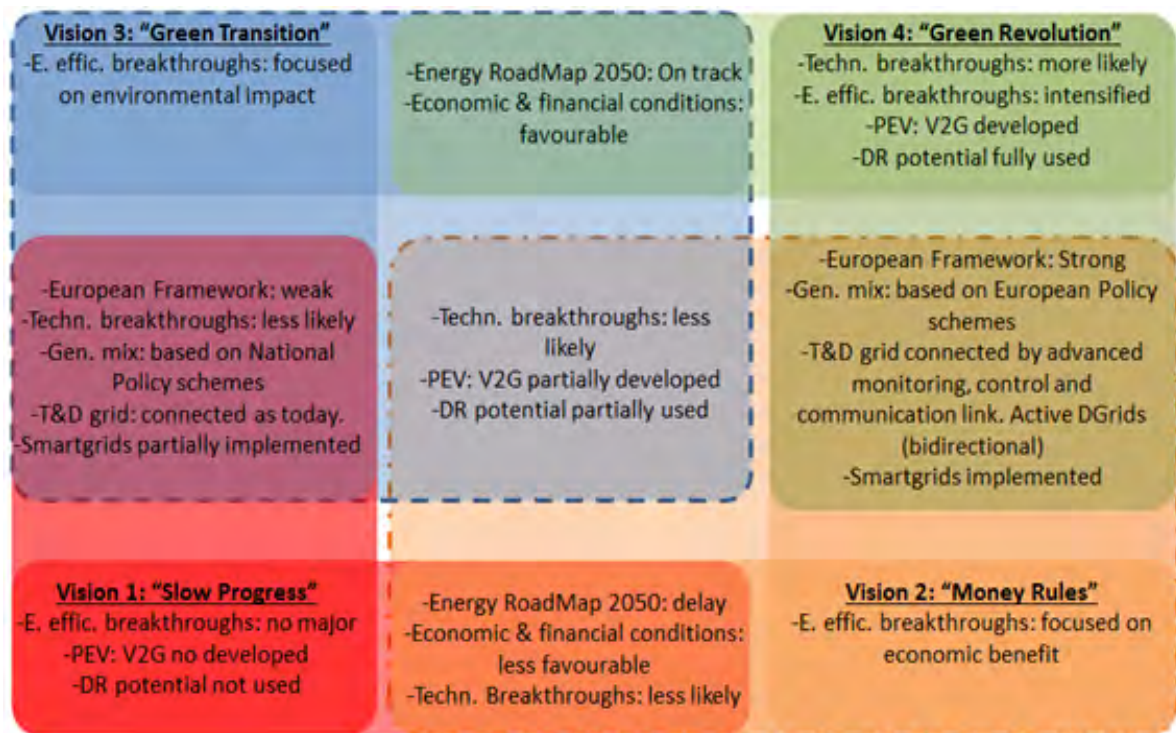 Vision 3: “Green Transition”
-E. effic. breakthroughs: focused
on environmental Impact
-Energy RoadMap 2050: On track
-Economic & financial conditions:
favourable
Vision 4: “Green Revolution”
-Techn. breakthroughs: more likely
-E. effic. breakthroughs: intensified
-PEV: V2G developed
-DR potential fully used
-European Framework: weak
-Techn. breakthroughs: less likely
-Gen. mix: based on National
Policy schemes
-T&D grid: connected as today.
-Smartgrids partially implemented
-Techn. breakthroughs: less
likely
-PEV: V2G partially developed
-DR potential partially used
-European Framework: Strong
-Gen. mix: based on European Policy
schemes
-T&D grid connected by advanced
monitoring, control and
communication link. Active DGrids
(bidirectional)
-Smartgrids implemented
Vision 1: “Slow Progress”
-E. effic. breakthroughs: no major
-PEV: V2G no developed
-DR potential not used
-Energy RoadMap 2050: delay
-Economic & financial conditions:
less favourable
-Techn. Breakthroughs: less likely
Vision 2: “Money Rules”
-E. effic. breakthroughs: focused on
economic benefit